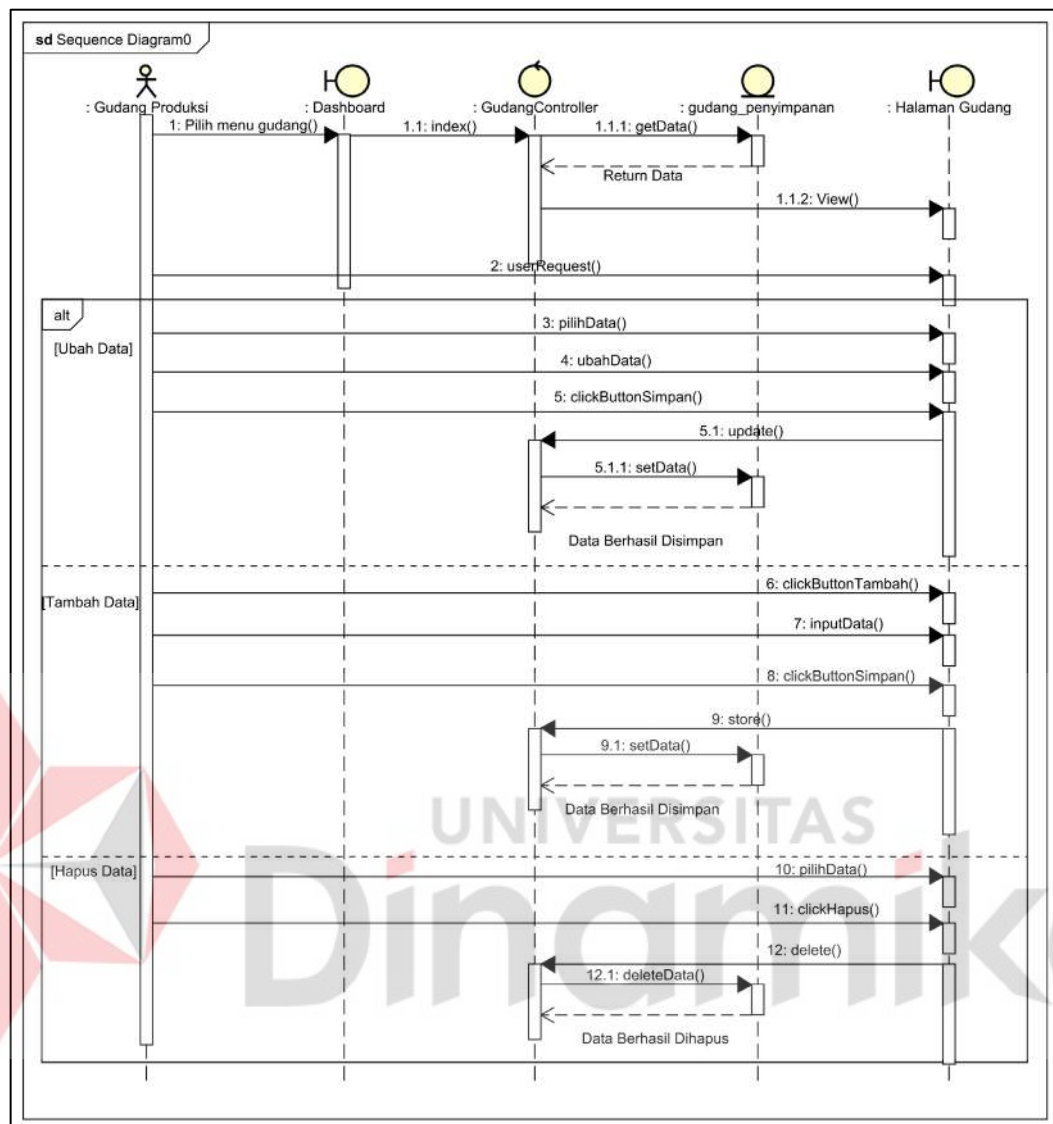 sd Sequence Diagram0
: Gudang Produksi
: Dashboard
: GudangController
: gudang_penyimpanan
: Halaman Gudang
1: Pilih menu gudang()
1.1: index()
1.1.1: getData()
Return Data
1.1.2: View()
2: userRequest()
alt
[Ubah Data]
3: pilihData()
4: ubahData()
5: clickButtonSimpan()
5.1: update()
5.1.1: setData()
Data Berhasil Disimpan
[Tambah Data]
6: clickButtonTambah()
7: inputData()
8: clickButtonSimpan()
9: store()
9.1: setData()
Data Berhasil Disimpan
UNIVERSITAS
Dinamik
[Hapus Data]
10: pilihData()
11: clickHapus()
12: delete()
12.1: deleteData()
Data Berhasil Dihapus